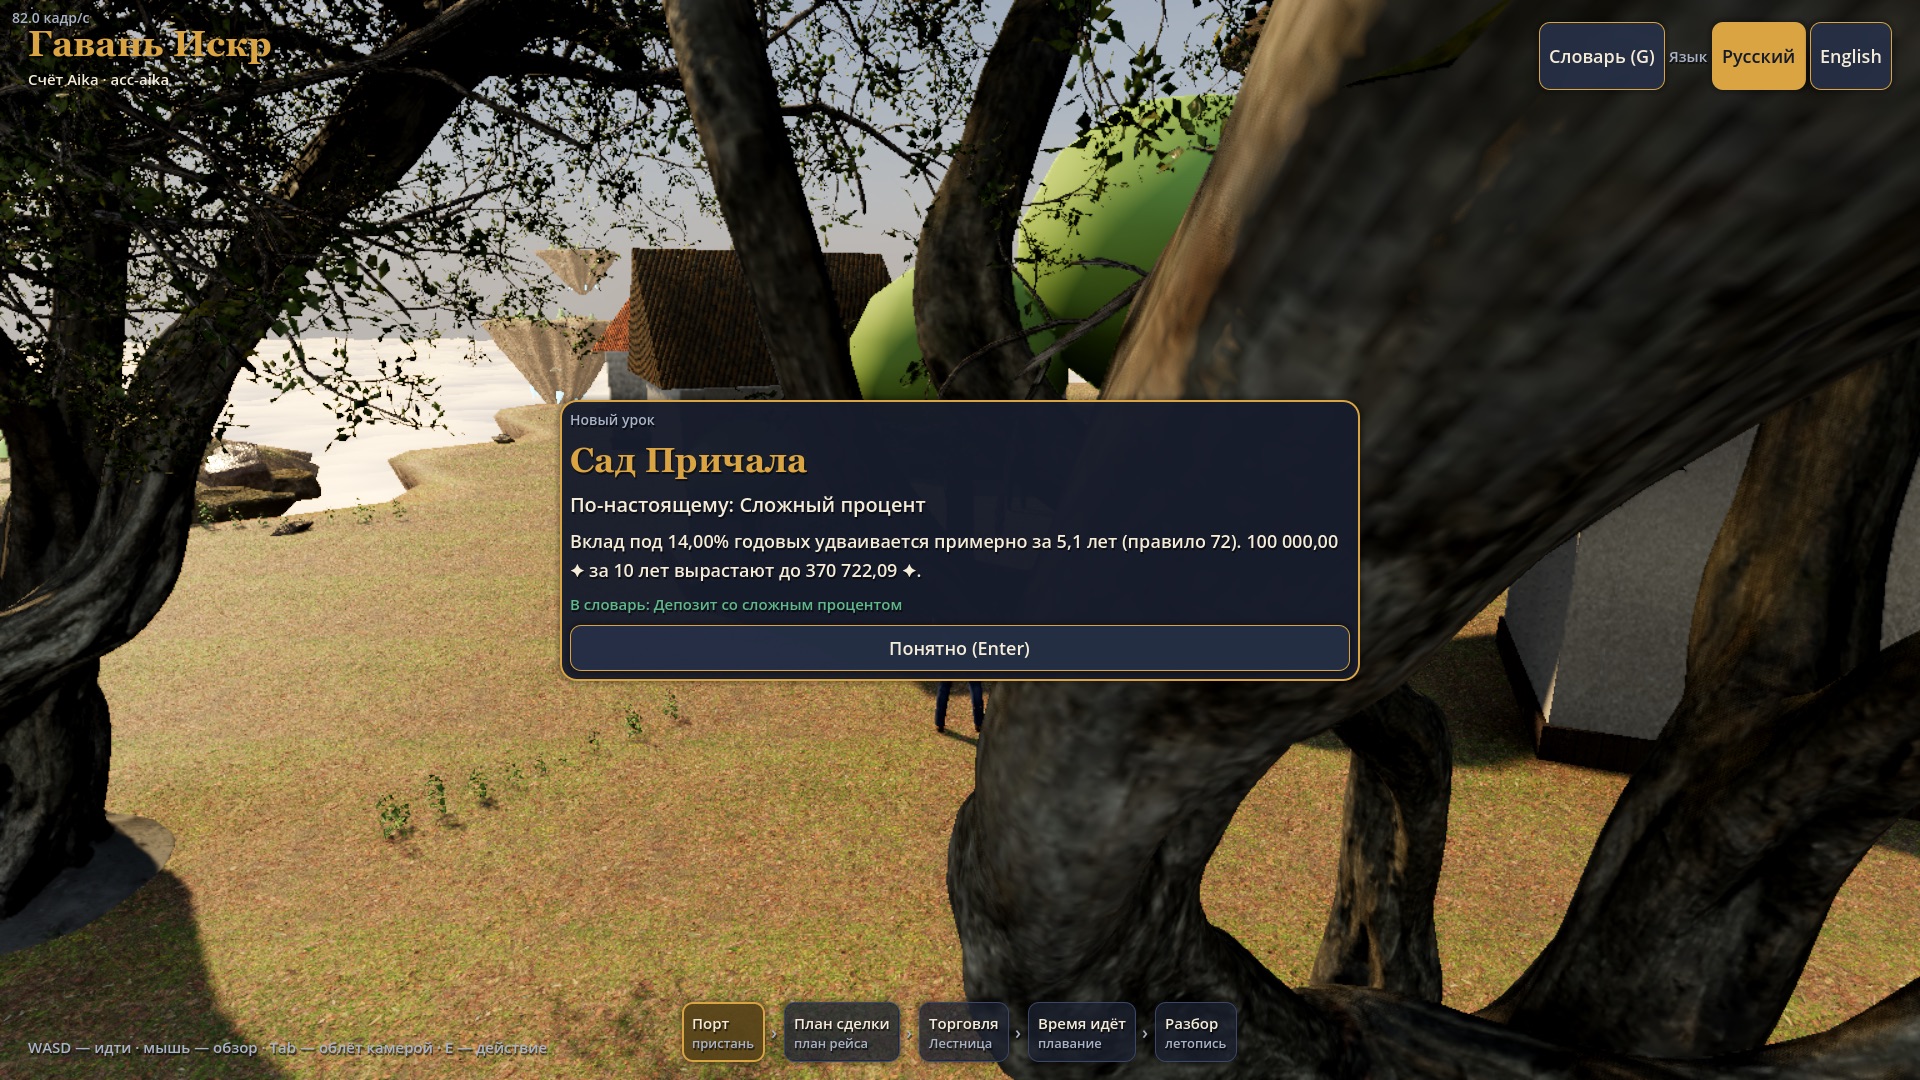 82.0 кадр/с
Гавань Искр
Счёт Aika · acc-aika
Словарь (G)
Язык
Русский
English
Новый урок
Сад Причала
По-настоящему: Сложный процент
Вклад под 14,00% годовых удваивается примерно за 5,1 лет (правило 72). 100 000,00
✦ за 10 лет вырастают до 370 722,09 ✦.
В словарь: Депозит со сложным процентом
Понятно (Enter)
Порт
пристань
›
План сделки
план рейса
›
Торговля
Лестница
›
Время идёт
плавание
›
Разбор
летопись
WASD — идти · мышь — обзор · Tab — облёт камерой · E — действие